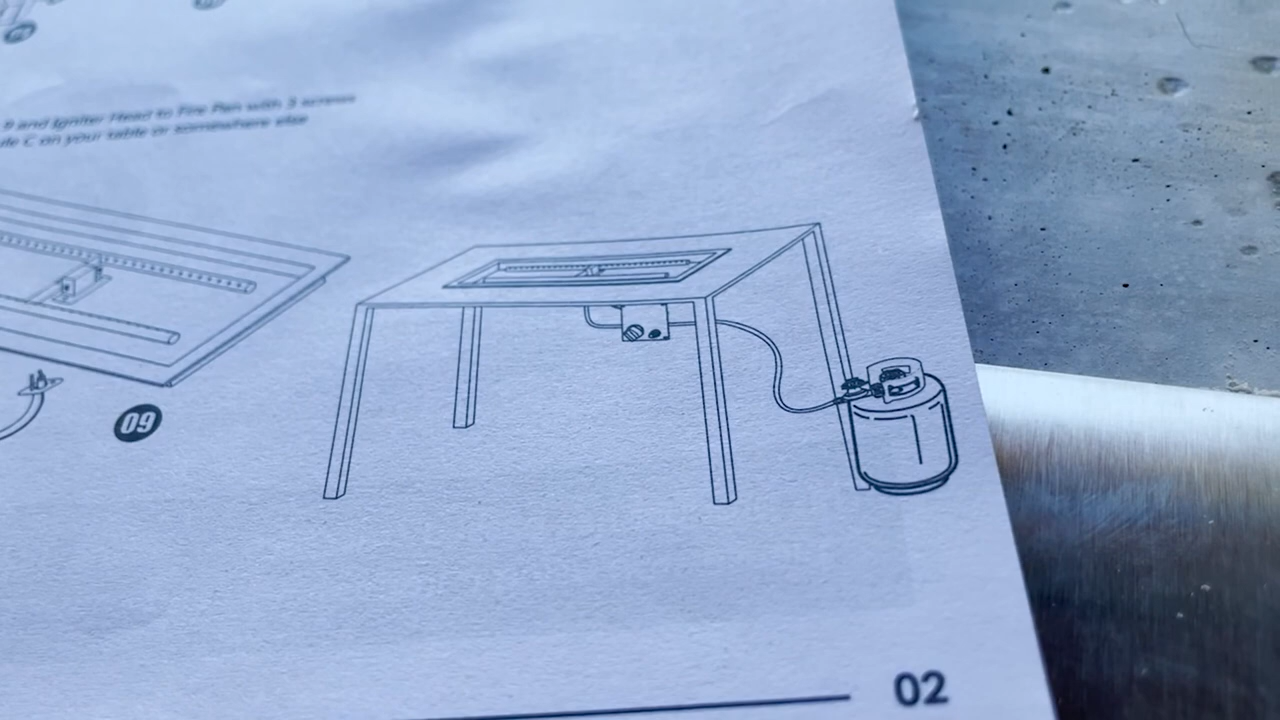 and Igniter Head to Fire Pan with 3 screws
C on your table or somewhere else
09
02